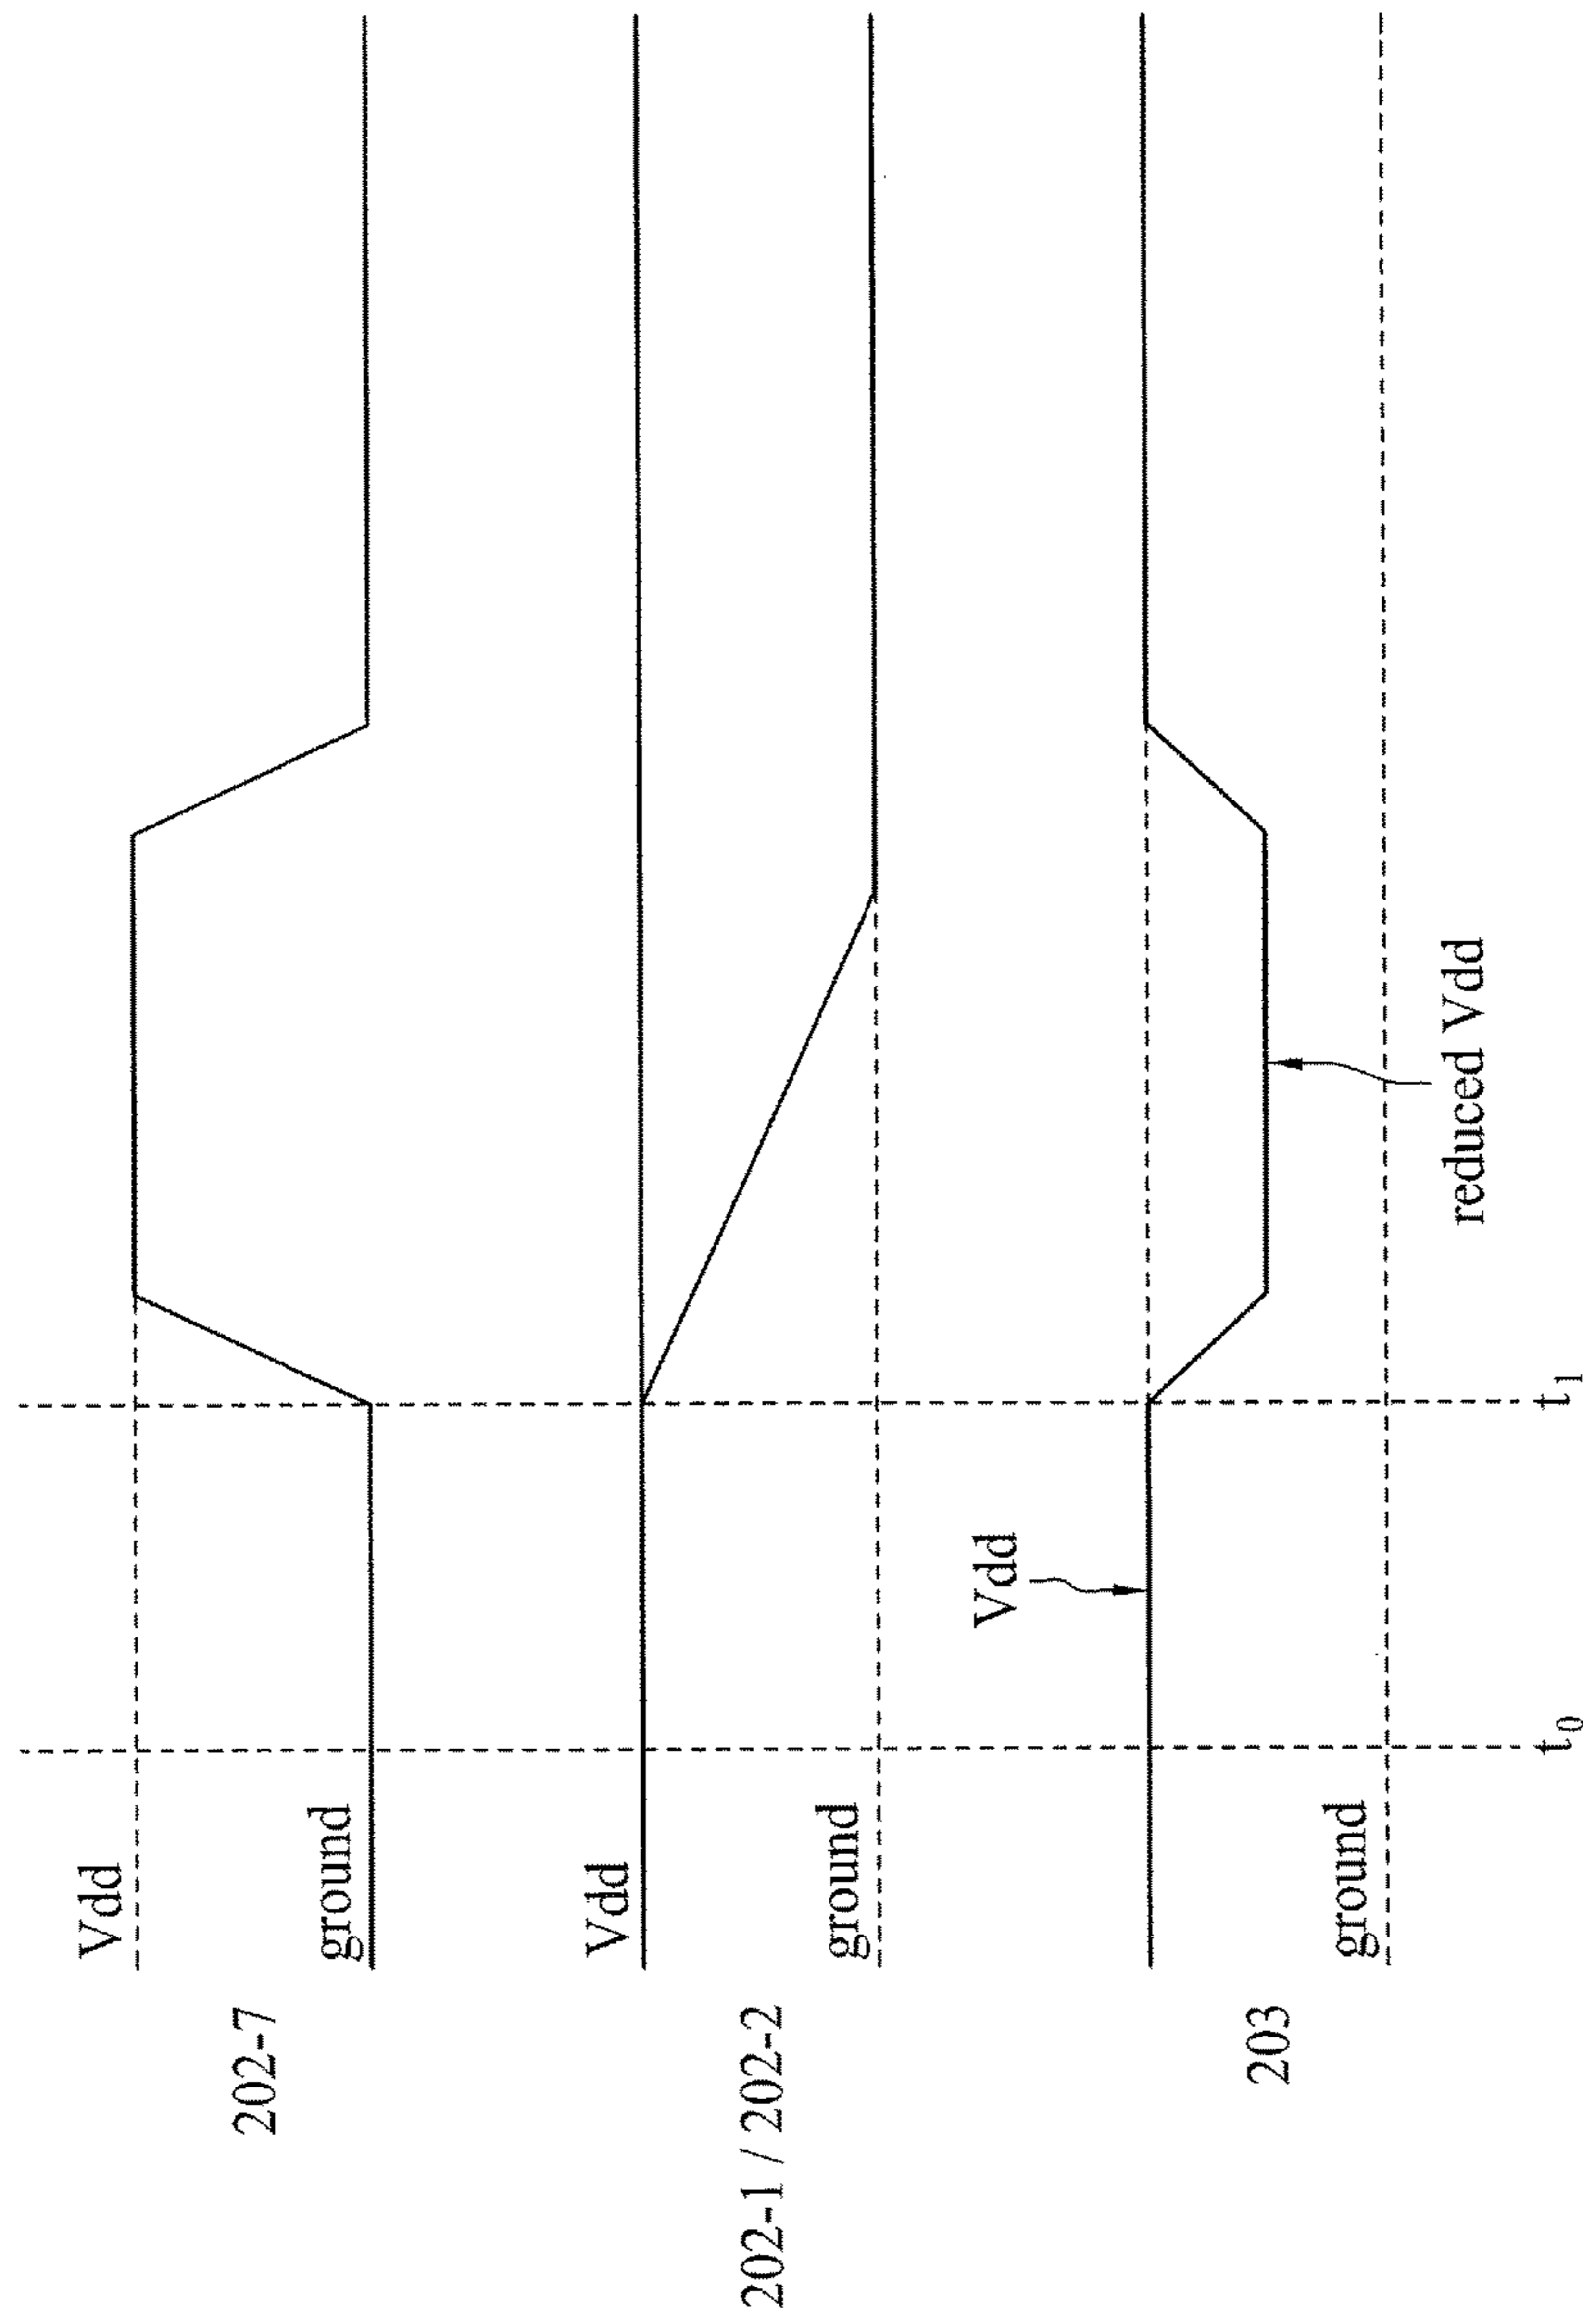 Vdd
202-7
ground
Vdd
202-1 / 202-2
ground
Vdd
203
ground
reduced Vdd
t0
t1